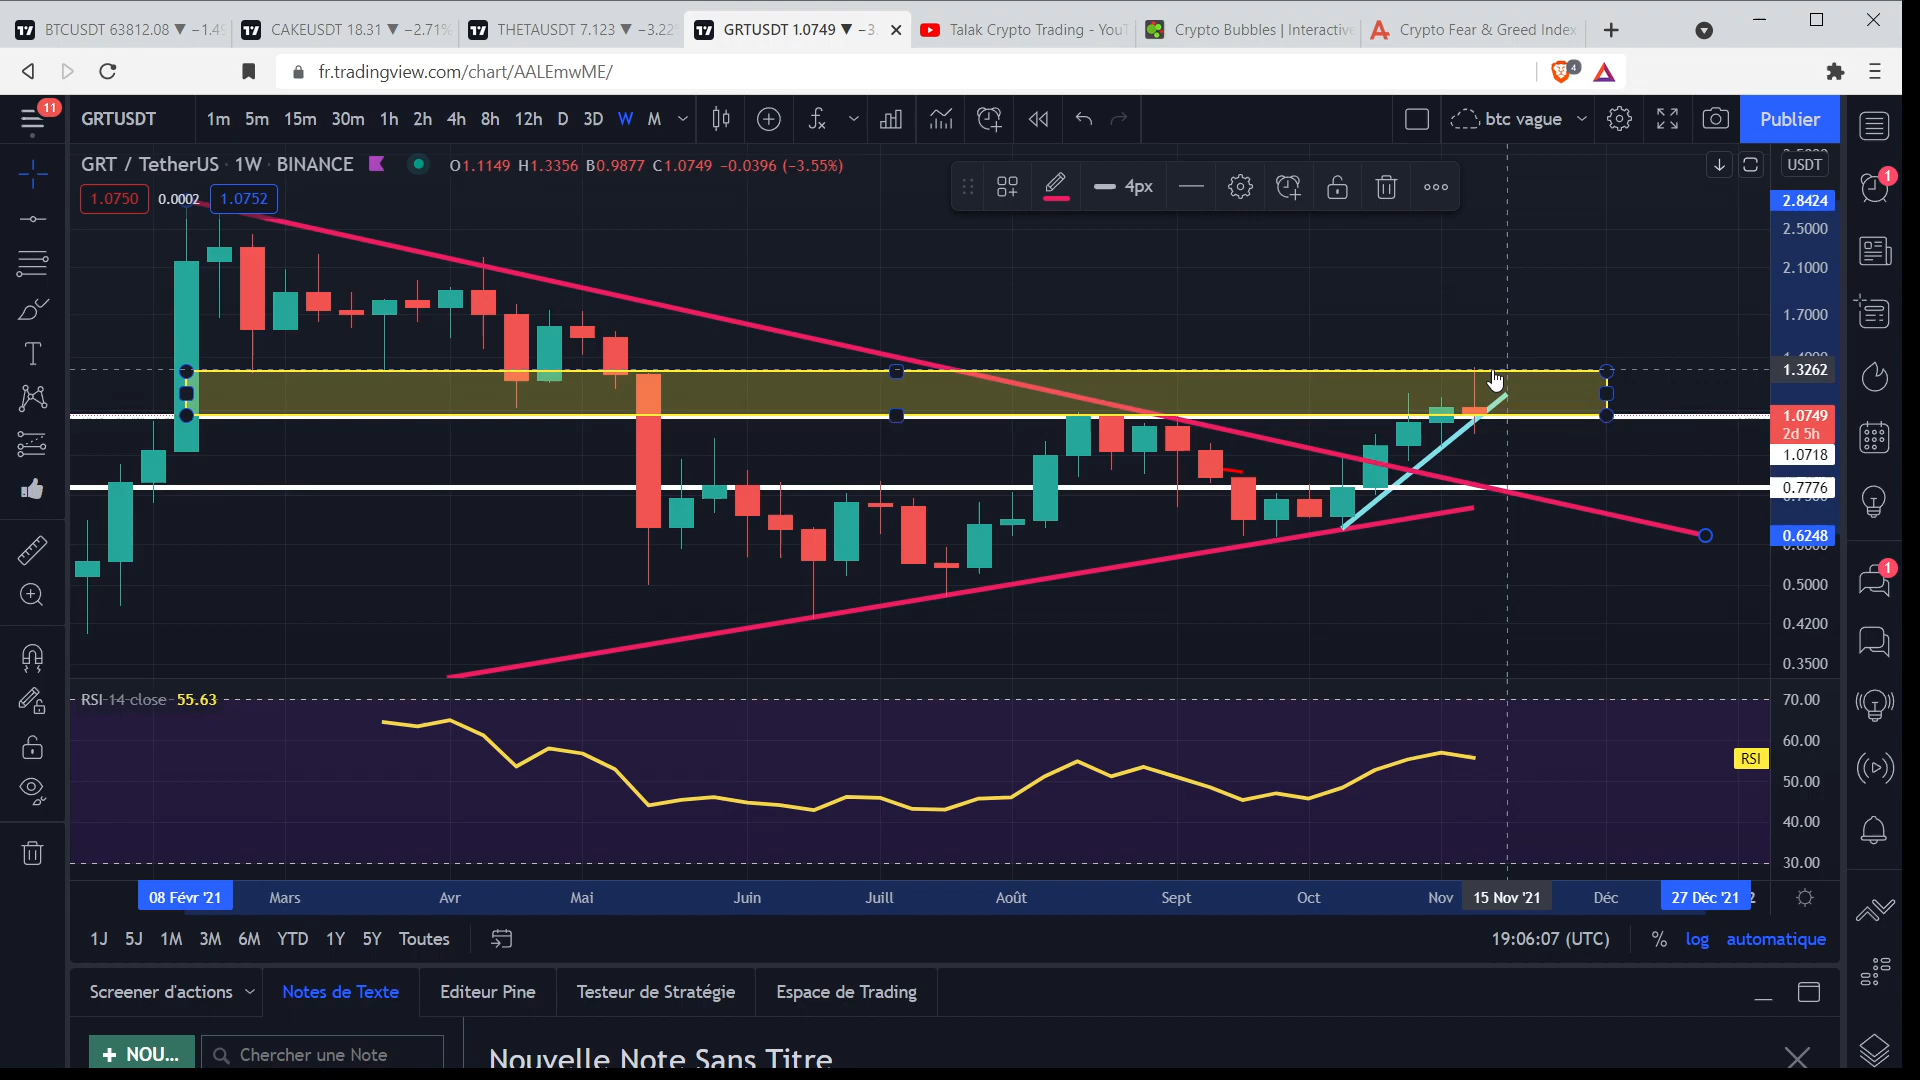 BTCUSDT 63812.08 ▼ −1.49
CAKEUSDT 18.31 ▼ −2.71%
THETAUSDT 7.123 ▼ −3.22
GRTUSDT 1.0749 ▼ −3.
Talak Crypto Trading - YouT
Crypto Bubbles | Interactive
Crypto Fear & Greed Index
fr.tradingview.com/chart/AALEmwME/
4
11
GRTUSDT
1m 5m 15m 30m 1h 2h 4h 8h 12h D 3D W M
btc vague
Publier
GRT / TetherUS · 1W · BINANCE
O1.1149 H1.3356 B0.9877 C1.0749 −0.0396 (−3.55%)
USDT
1.0750 0.0002 1.0752
4px
1
2.8424
2.5000
2.1000
1.7000
1.3262
1.0749
2d 5h
1.0718
0.7776
0.6248
0.5000
0.4200
0.3500
1
RSI 14 close 55.63
70.00
60.00
RSI
50.00
40.00
30.00
08 Févr '21 Mars Avr Mai Juin Juill Août Sept Oct Nov 15 Nov '21 Déc 27 Déc '21 2
1J 5J 1M 3M 6M YTD 1Y 5Y Toutes
19:06:07 (UTC) % log automatique
Screener d'actions Notes de Texte Editeur Pine Testeur de Stratégie Espace de Trading
+ NOU... Chercher une Note Nouvelle Note Sans Titre